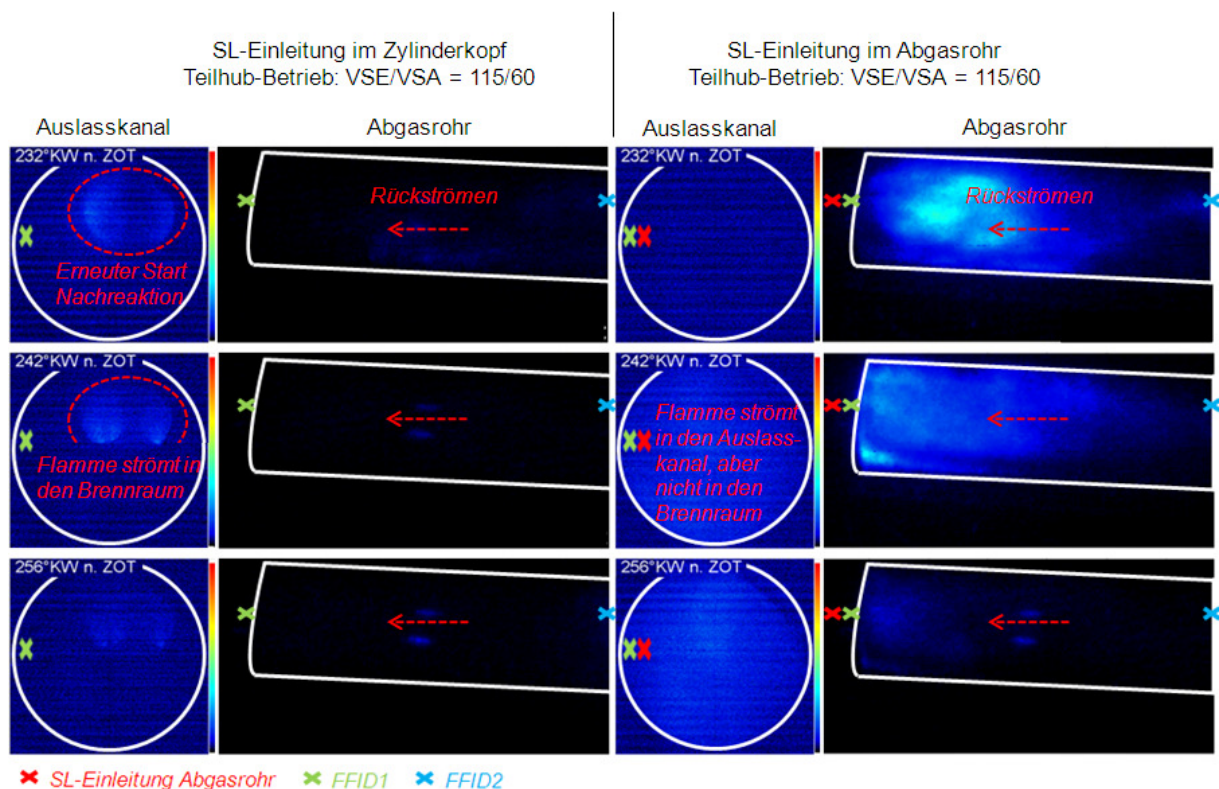 SL-Einleitung im Zylinderkopf
Teilhub-Betrieb: VSE/VSA = 115/60
SL-Einleitung im Abgasrohr
Teilhub-Betrieb: VSE/VSA = 115/60
Auslasskanal
Abgasrohr
Auslasskanal
Abgasrohr
232°KW n. ZOT
Erneuter Start
Nachreaktion
Rückströmen
232°KW n. ZOT
Rückströmen
242°KW n. ZOT
Flamme strömt in
den Brennraum
242°KW n. ZOT
Flamme strömt
in den Auslass-
kanal, aber
nicht in den
Brennraum
256°KW n. ZOT
256°KW n. ZOT
SL-Einleitung Abgasrohr
FFID1
FFID2